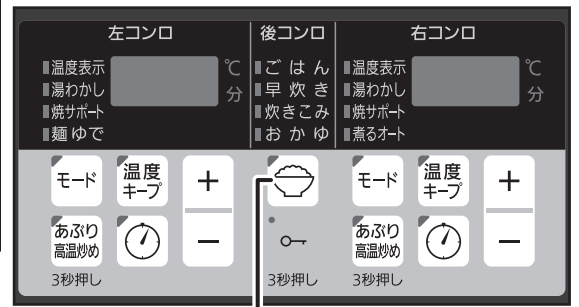 左コンロ
温度表示
湯わかし
焼サポート
麺ゆで
℃
分
後コンロ
ごはん
早炊き
炊きこみ
おかゆ
右コンロ
温度表示
湯わかし
焼サポート
煮るオート
℃
分
モード
温度
キープ
+
あぶり
高温炒め
−
3秒押し
3秒押し
モード
温度
キープ
+
あぶり
高温炒め
−
3秒押し